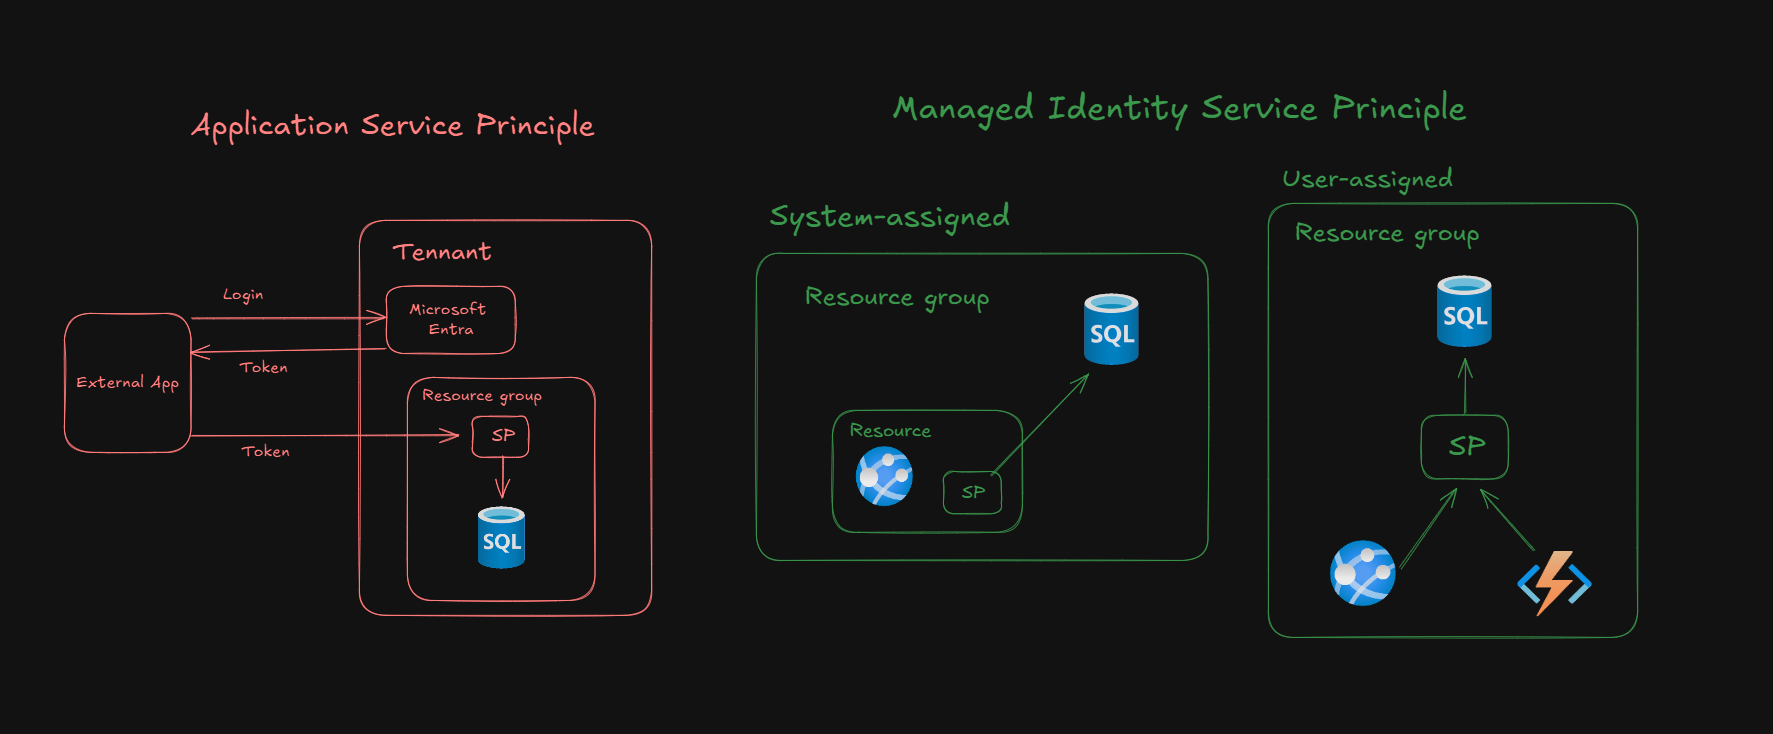 Application Service Principle
Tennant
Login
Microsoft
Entra
Token
External App
Resource group
SP
Token
SQL
Managed Identity Service Principle
System-assigned
Resource group
SQL
Resource
SP
User-assigned
Resource group
SQL
SP